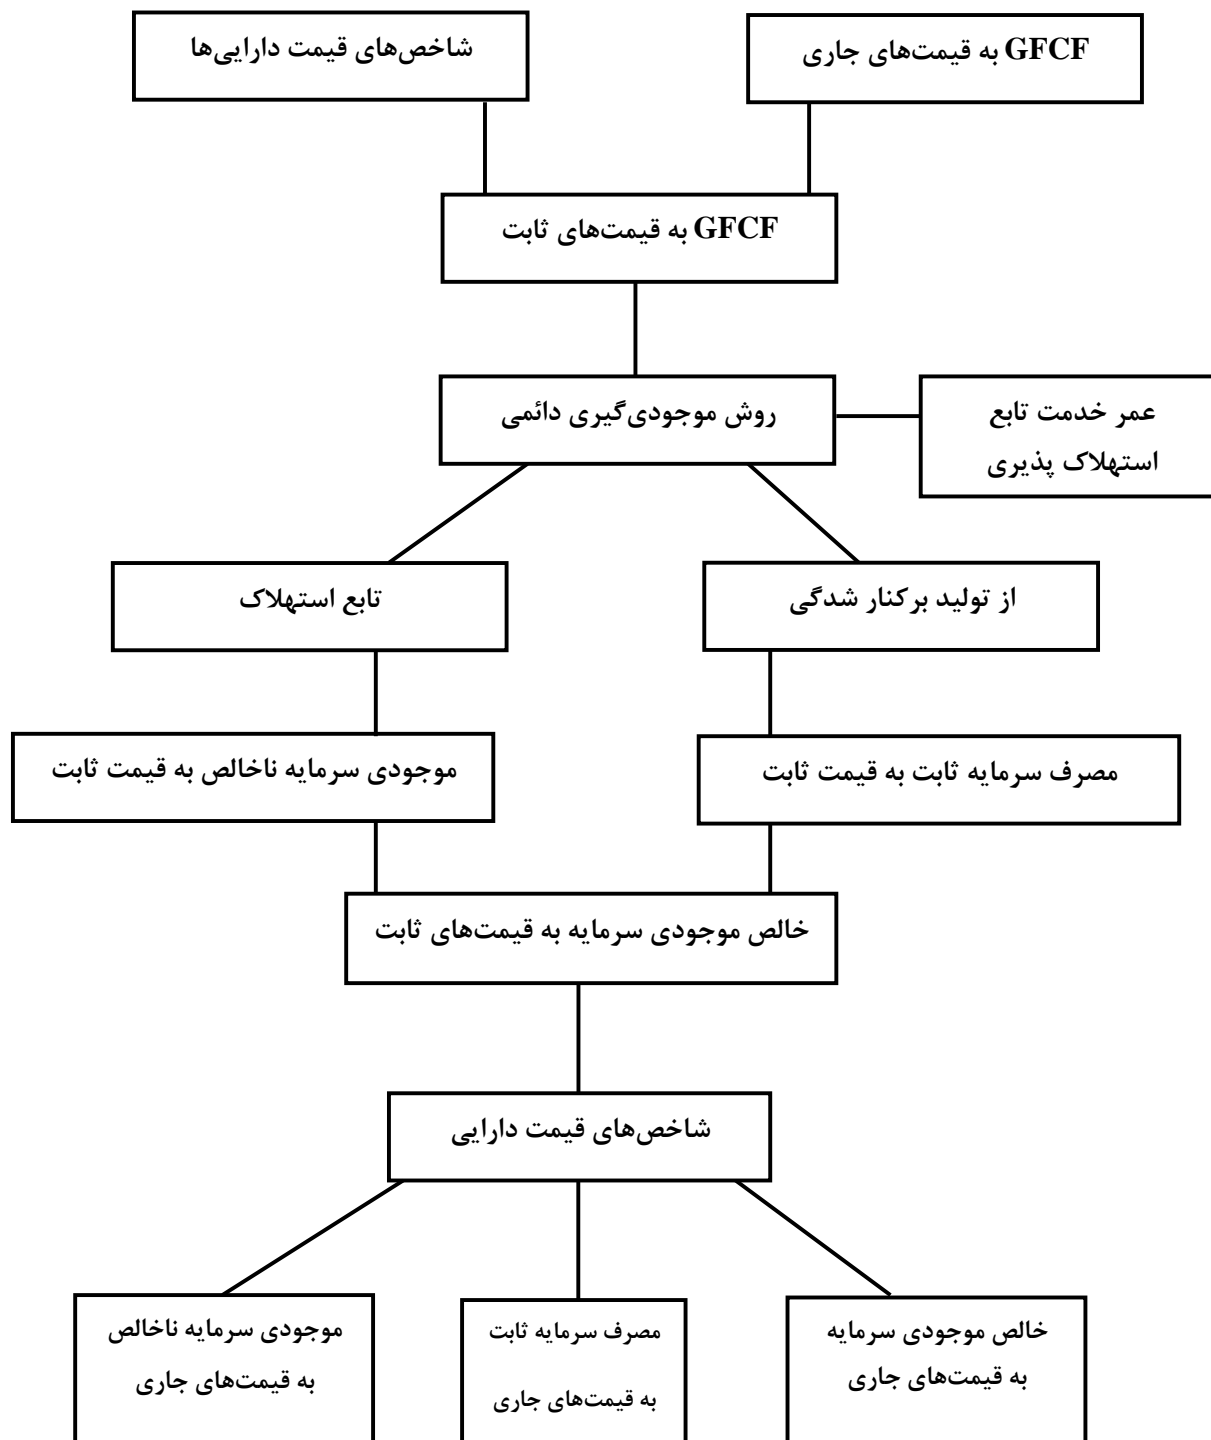 GFCF به قیمت‌های جاری
شاخص‌های قیمت دارایی‌ها
GFCF به قیمت‌های ثابت
روش موجودی‌گیری دائمی
عمر خدمت تابع
استهلاک پذیری
از تولید برکنار شدگی
تابع استهلاک
مصرف سرمایه ثابت به قیمت ثابت
موجودی سرمایه ناخالص به قیمت ثابت
خالص موجودی سرمایه به قیمت‌های ثابت
شاخص‌های قیمت دارایی
خالص موجودی سرمایه
به قیمت‌های جاری
مصرف سرمایه ثابت
به قیمت‌های جاری
موجودی سرمایه ناخالص
به قیمت‌های جاری